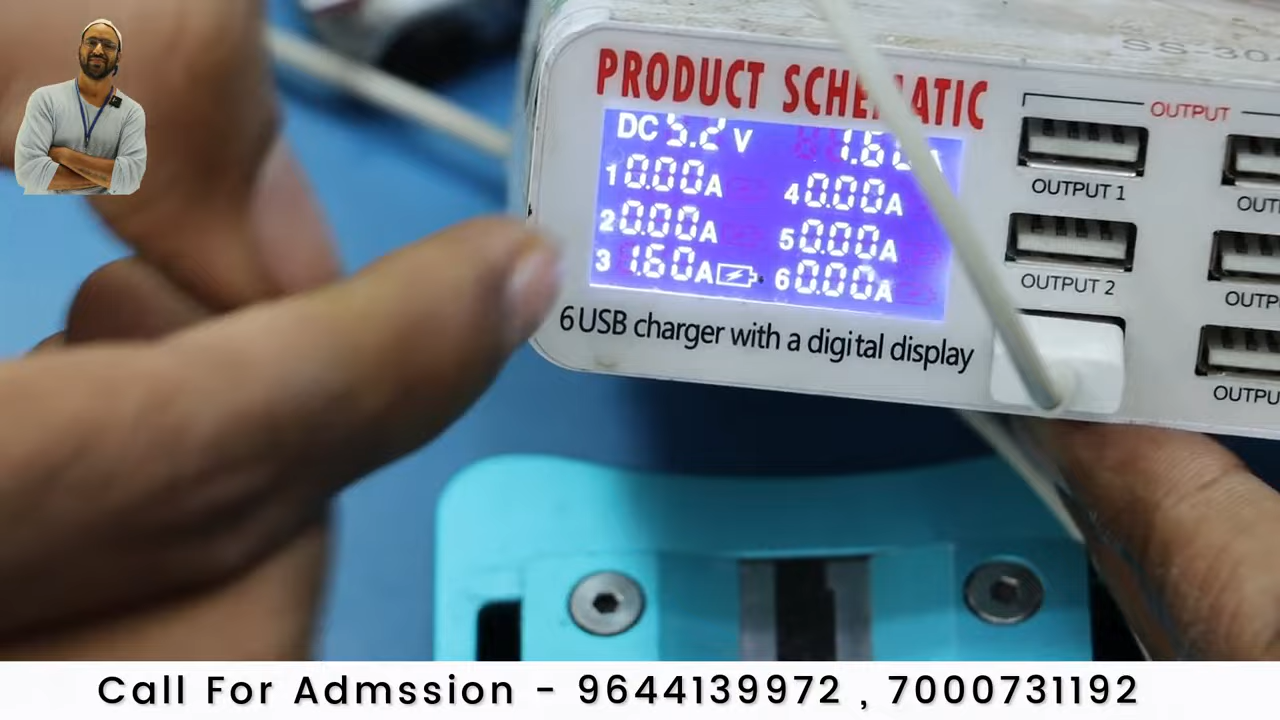 PRODUCT SCHEMATIC
DC 5.2 V
1 0.00A 4 0.00A
2 0.00A 5 0.00A
3 1.60A 6 0.00A
6 USB charger with a digital display
OUTPUT
OUTPUT 1
OUTPUT 2
Call For Admssion - 9644139972 , 7000731192